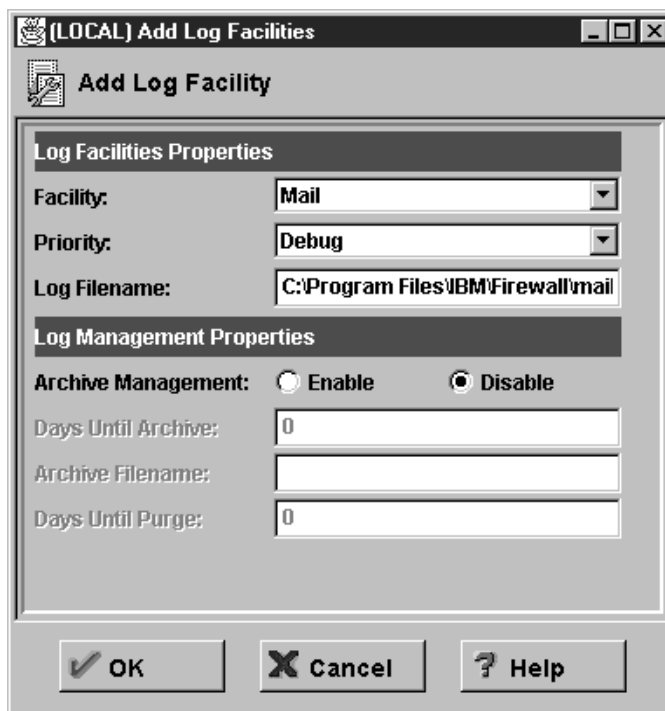 (LOCAL) Add Log Facilities
Add Log Facility
Log Facilities Properties
Facility: Mail
Priority: Debug
Log Filename: C:\Program Files\IBM\Firewall\mail
Log Management Properties
Archive Management: Enable Disable
Days Until Archive: 0
Archive Filename:
Days Until Purge: 0
OK Cancel ? Help